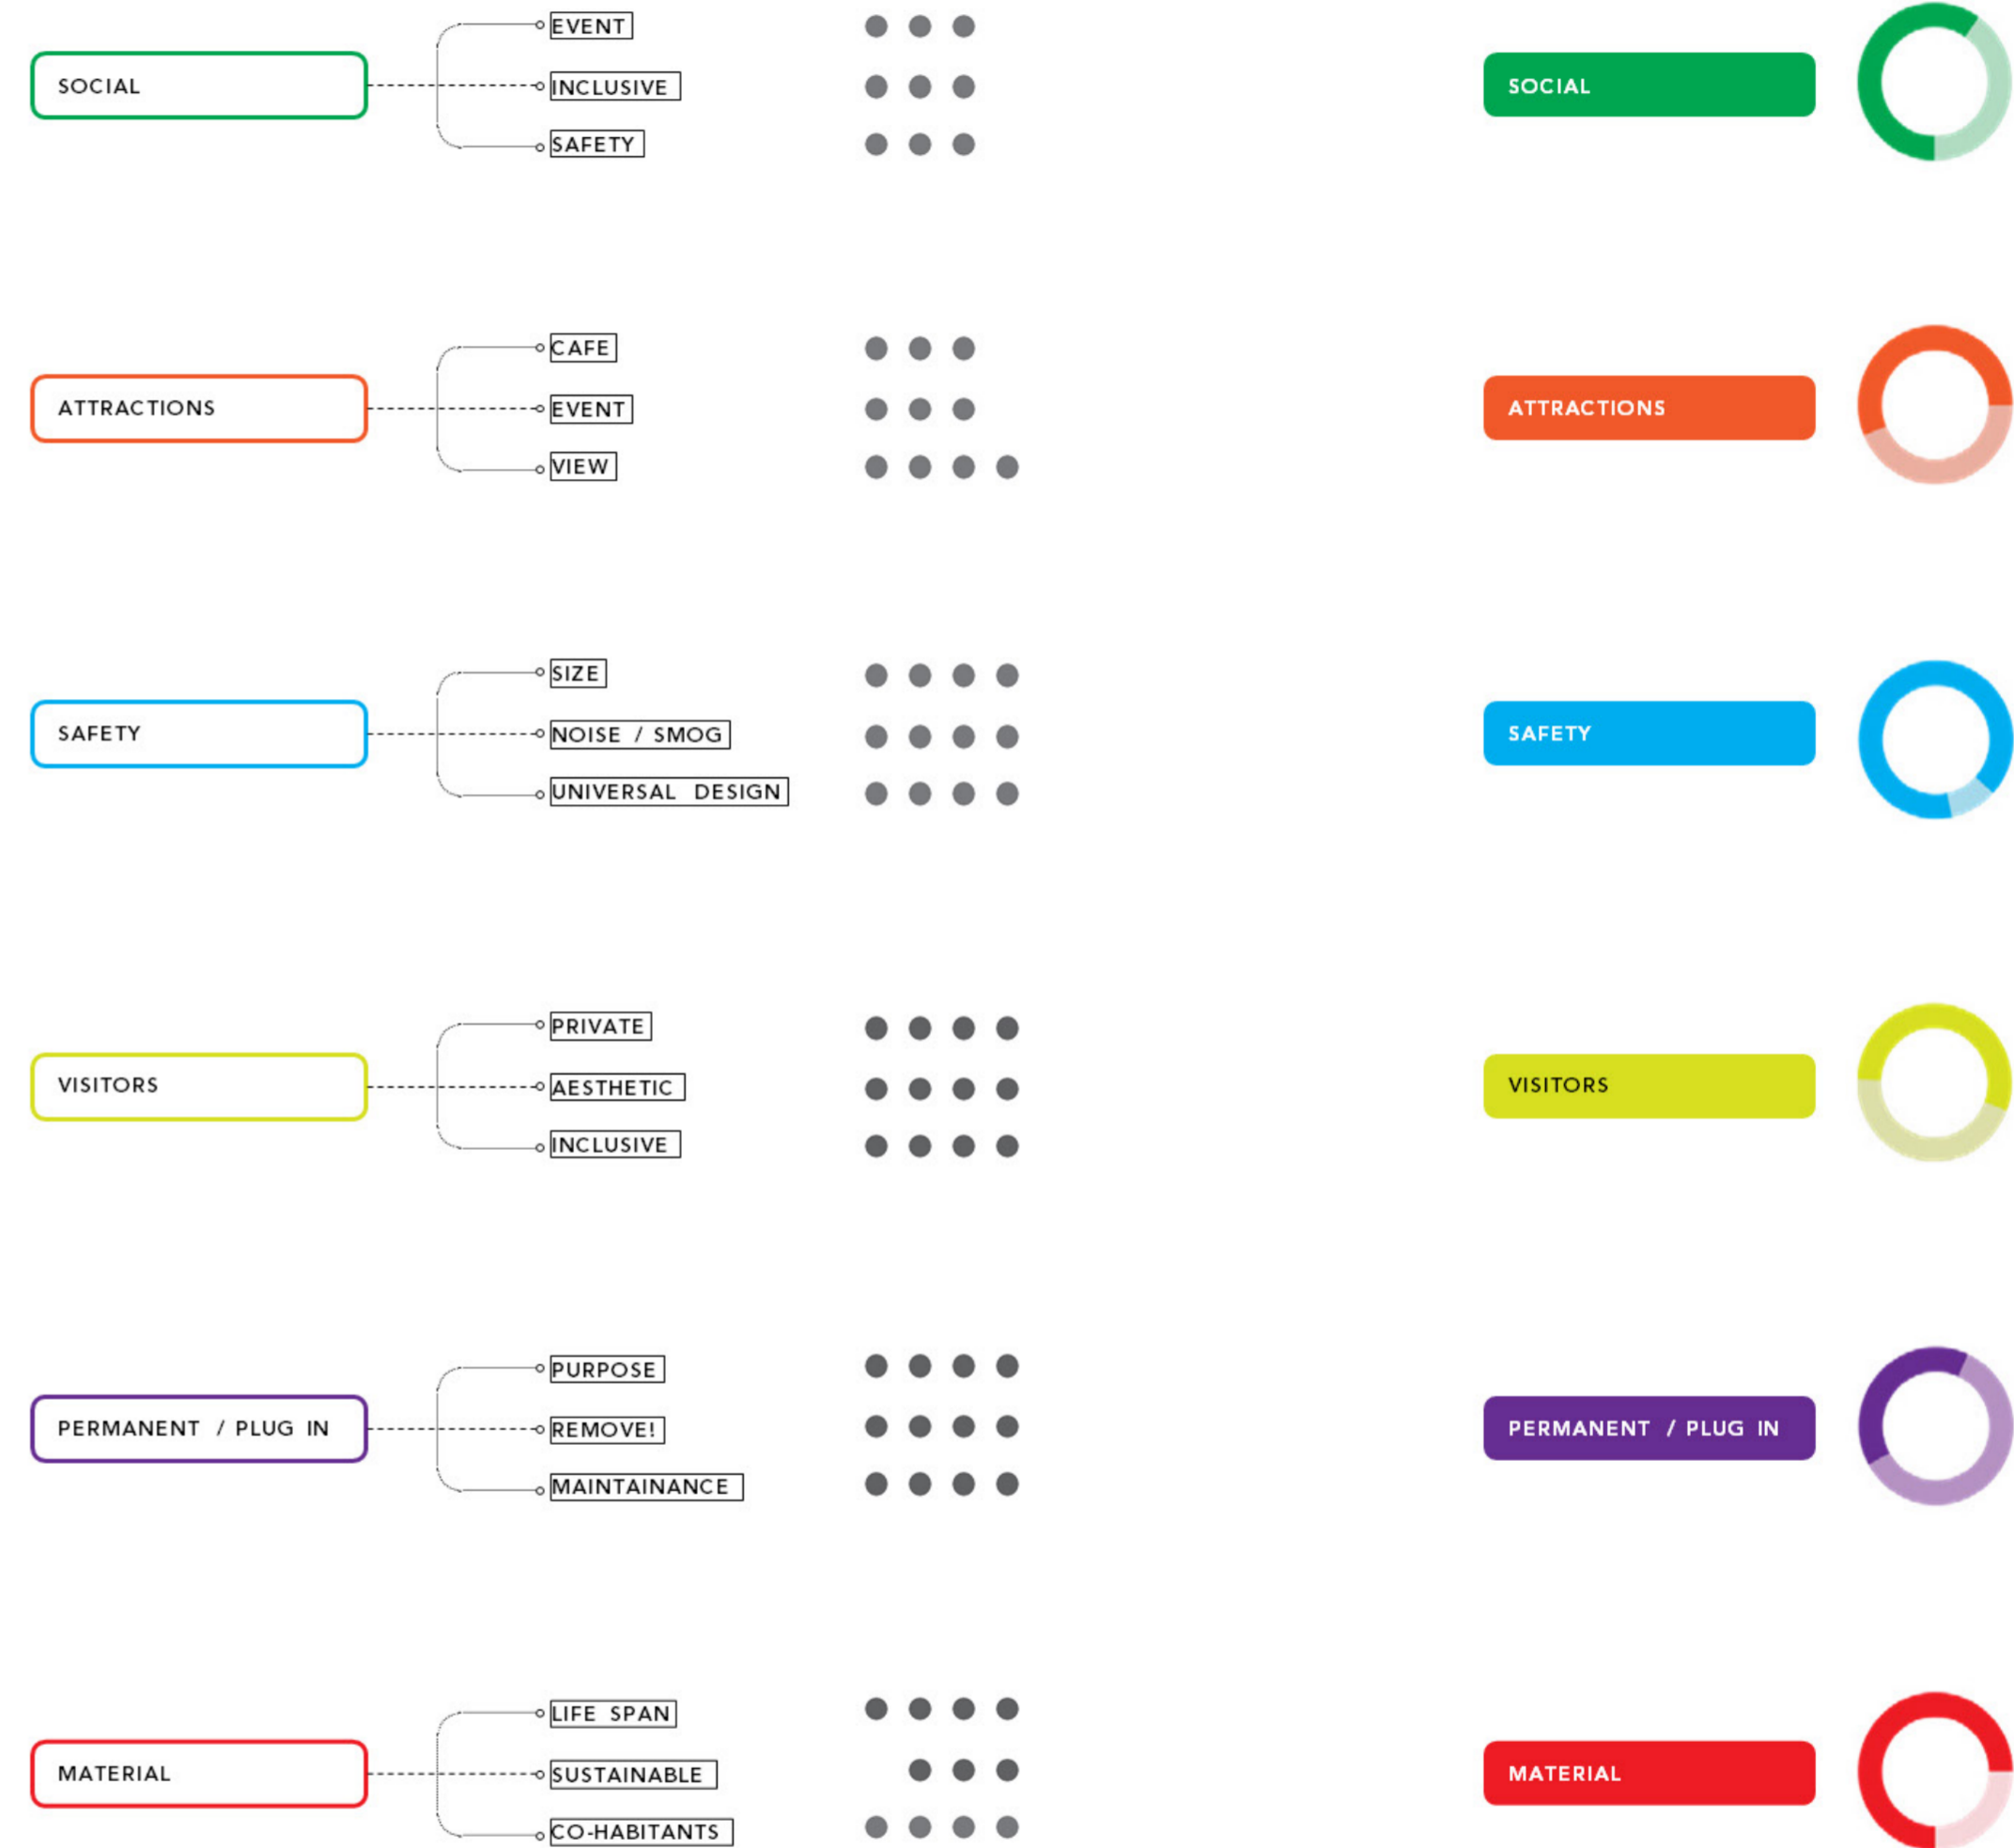 EVENT
SOCIAL
INCLUSIVE
SAFETY
SOCIAL
CAFE
ATTRACTIONS
EVENT
VIEW
ATTRACTIONS
SIZE
SAFETY
NOISE / SMOG
UNIVERSAL DESIGN
SAFETY
PRIVATE
VISITORS
AESTHETIC
INCLUSIVE
VISITORS
PURPOSE
PERMANENT / PLUG IN
REMOVE!
MAINTAINANCE
PERMANENT / PLUG IN
LIFE SPAN
MATERIAL
SUSTAINABLE
CO-HABITANTS
MATERIAL